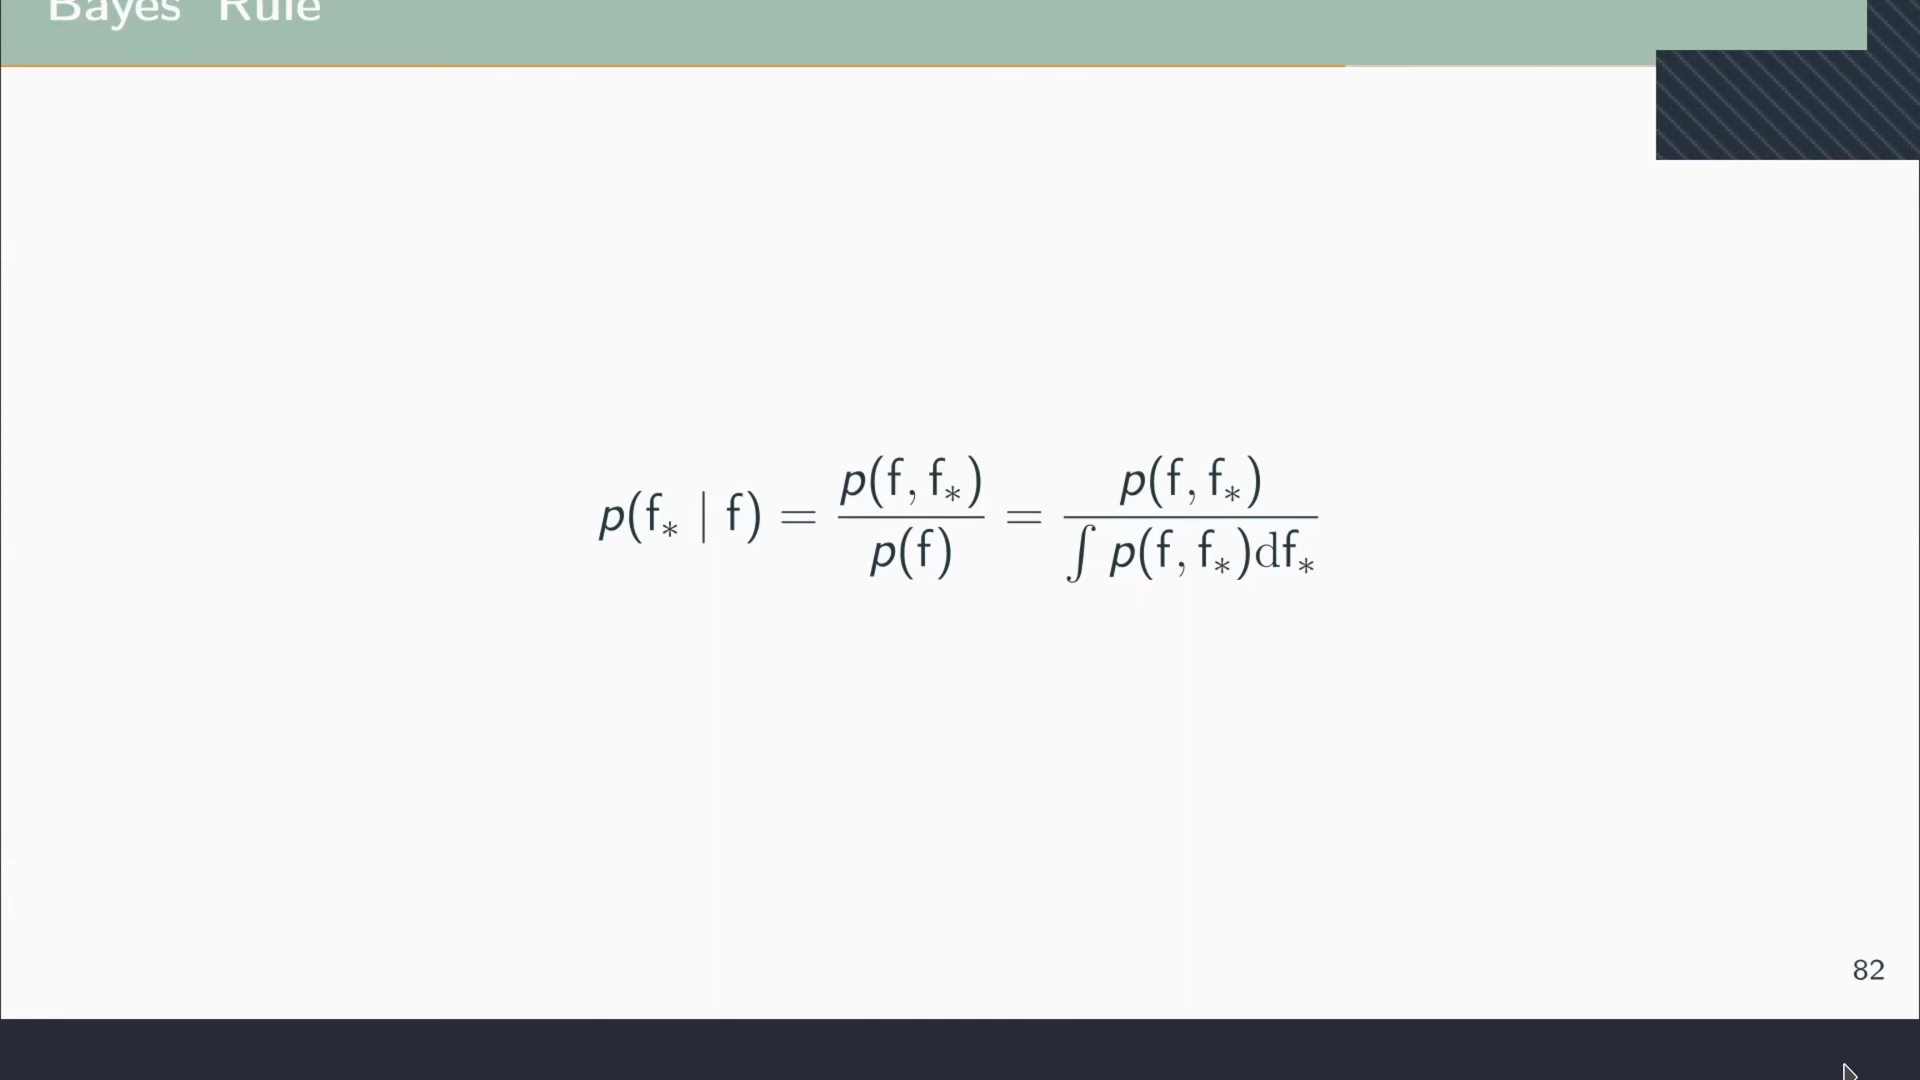 Bayes' Rule
p(f∗ | f) = p(f, f∗) / p(f) = p(f, f∗) / ∫ p(f, f∗)df∗
82